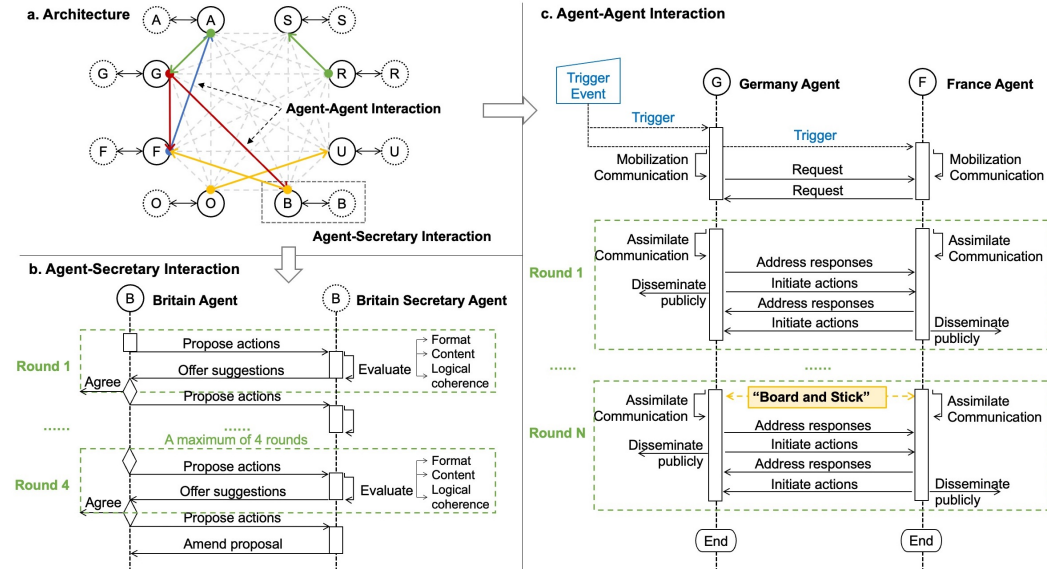 a. Architecture
A A S S
G G R R
Agent-Agent Interaction
F F U U
O O B B
Agent-Secretary Interaction
b. Agent-Secretary Interaction
B Britain Agent
B Britain Secretary Agent
Round 1
Propose actions
Offer suggestions
Evaluate
Format
Content
Logical
coherence
Agree
Propose actions
......
......
A maximum of 4 rounds
Round 4
Propose actions
Offer suggestions
Evaluate
Format
Content
Logical
coherence
Agree
Propose actions
Amend proposal
c. Agent-Agent Interaction
Trigger
Event
G Germany Agent
F France Agent
Trigger
Trigger
Mobilization
Communication
Request
Request
Mobilization
Communication
Round 1
Assimilate
Communication
Address responses
Initiate actions
Disseminate
publicly
Address responses
Initiate actions
Assimilate
Communication
Disseminate
publicly
......
......
Round N
Assimilate
Communication
“Board and Stick”
Address responses
Initiate actions
Disseminate
publicly
Address responses
Initiate actions
Assimilate
Communication
Disseminate
publicly
End
End